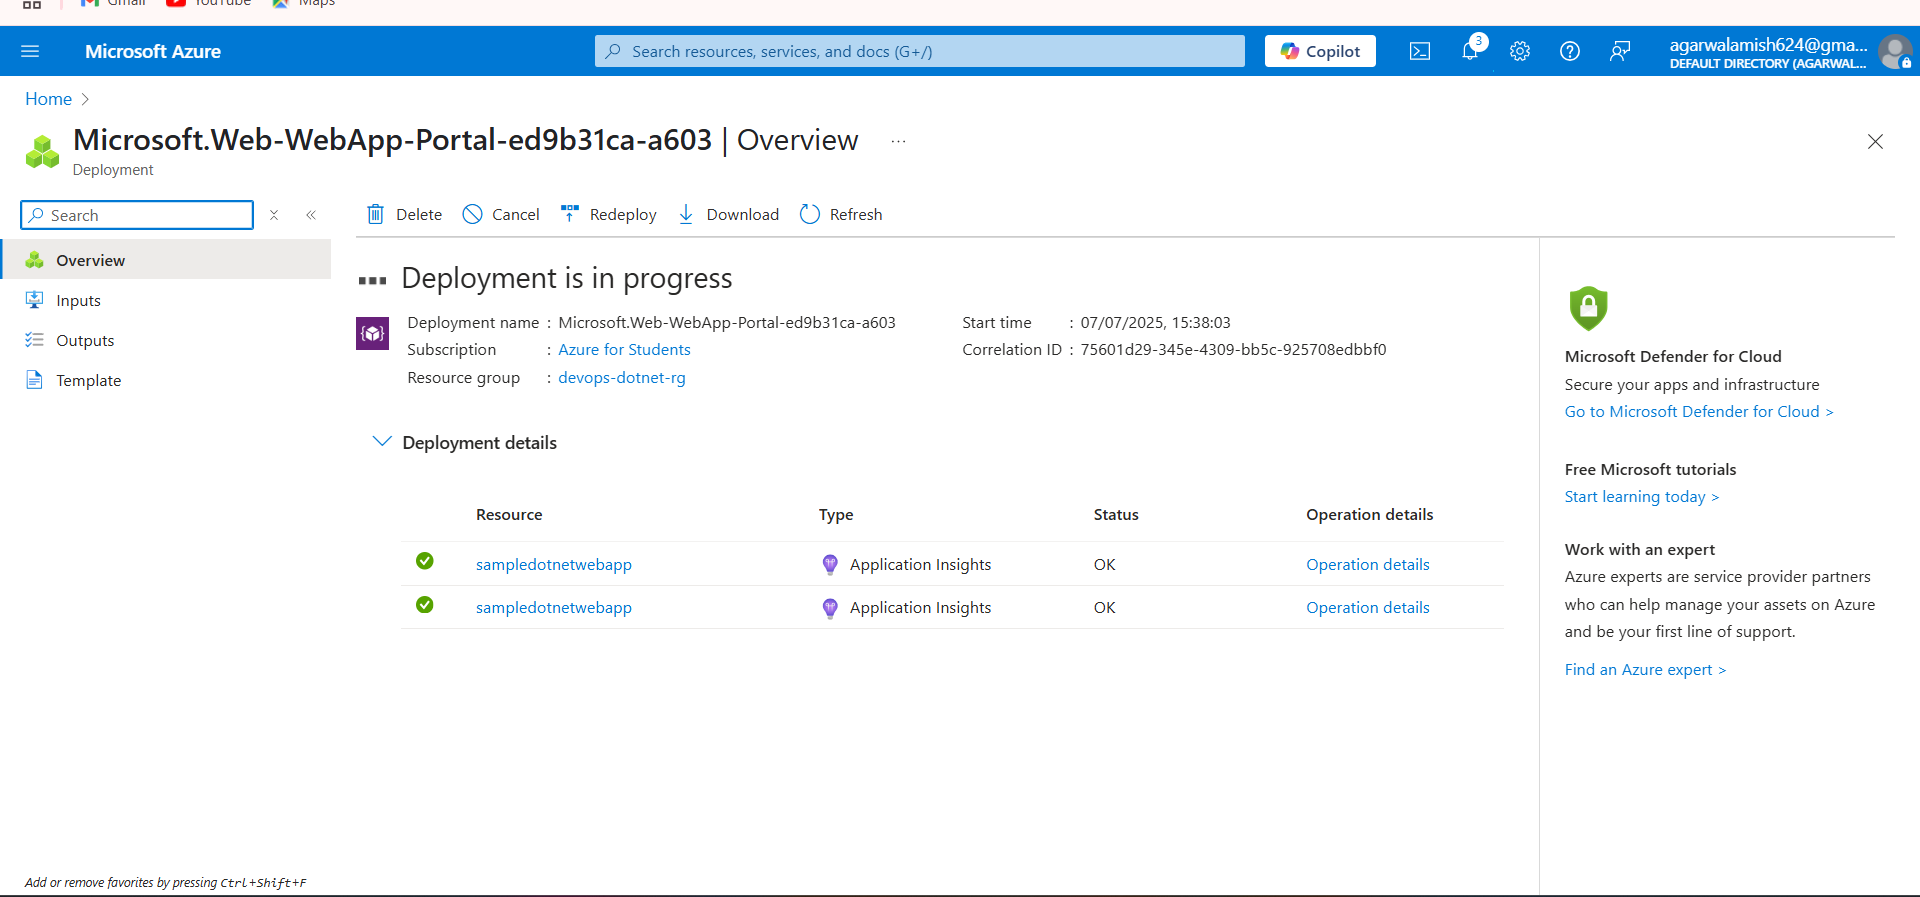 Gmail YouTube Maps
Microsoft Azure Search resources, services, and docs (G+/) Copilot 3 agarwalamish624@gma...
DEFAULT DIRECTORY (AGARWAL...
Home
Microsoft.Web-WebApp-Portal-ed9b31ca-a603 | Overview ...
Deployment
Search
Delete Cancel Redeploy Download Refresh
Overview
Inputs
Outputs
Template
Deployment is in progress
Deployment name : Microsoft.Web-WebApp-Portal-ed9b31ca-a603
Subscription : Azure for Students
Resource group : devops-dotnet-rg
Start time : 07/07/2025, 15:38:03
Correlation ID : 75601d29-345e-4309-bb5c-925708edbbf0
Deployment details
Resource Type Status Operation details
sampledotnetwebapp Application Insights OK Operation details
sampledotnetwebapp Application Insights OK Operation details
Microsoft Defender for Cloud
Secure your apps and infrastructure
Go to Microsoft Defender for Cloud >
Free Microsoft tutorials
Start learning today >
Work with an expert
Azure experts are service provider partners
who can help manage your assets on Azure
and be your first line of support.
Find an Azure expert >
Add or remove favorites by pressing Ctrl+Shift+F